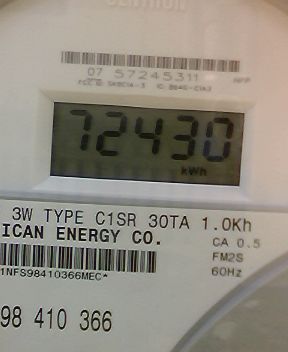 CENTRON
07 57245311
72430
kWh
3W TYPE C1SR 30TA 1.0Kh
ICAN ENERGY CO.
CA 0.5
FM2S
60Hz
1NFS98410366MEC*
98 410 366